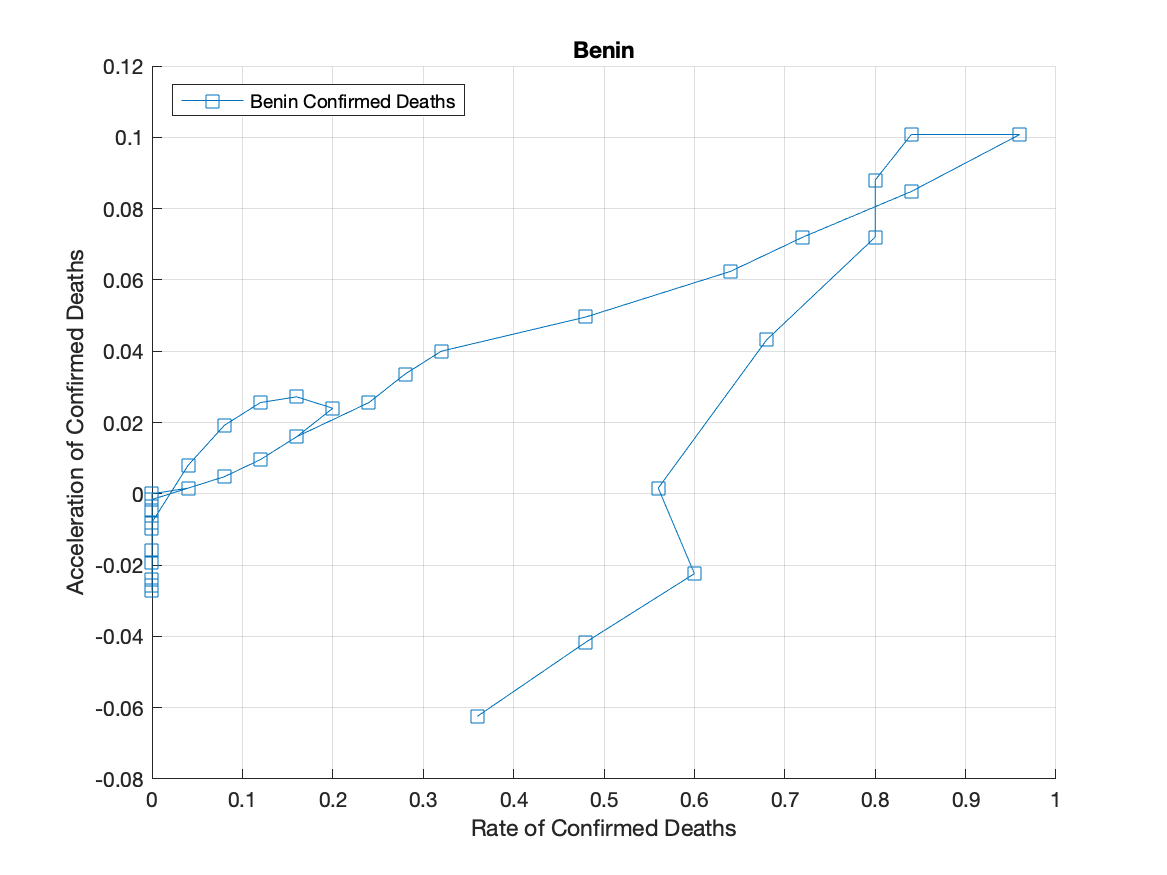 Benin
Benin Confirmed Deaths
Acceleration of Confirmed Deaths
0.12
0.1
0.08
0.06
0.04
0.02
0
-0.02
-0.04
-0.06
-0.08
0 0.1 0.2 0.3 0.4 0.5 0.6 0.7 0.8 0.9 1
Rate of Confirmed Deaths